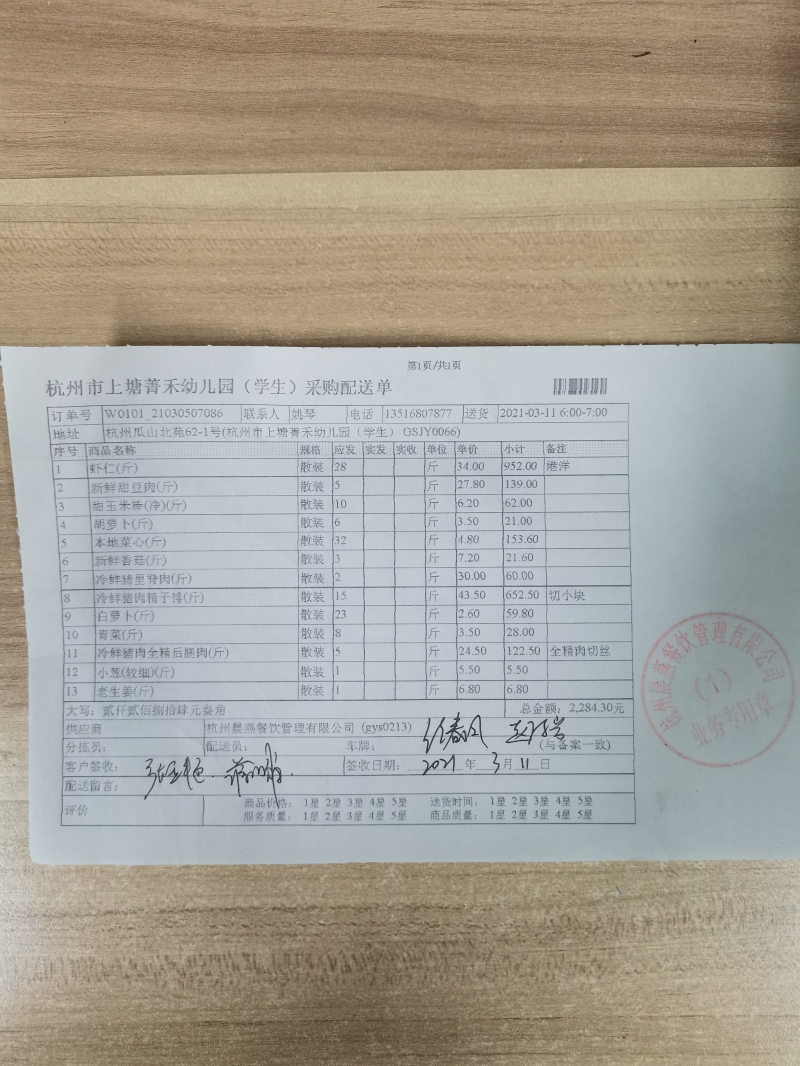 第1页/共1页
杭州市上塘菁禾幼儿园（学生）采购配送单
订单号 W0101_21030507086 联系人 姚琴 电话 13516807877 送货 2021-03-11 6:00-7:00
地址 杭州瓜山北苑62-1号(杭州市上塘菁禾幼儿园（学生） GSJY0066)
序号 商品名称 规格 应发 实发 实收 单位 单价 小计 备注
1 虾仁(斤) 散装 28 斤 34.00 952.00 港洋
2 新鲜甜豆肉(斤) 散装 5 斤 27.80 139.00
3 甜玉米棒(净)(斤) 散装 10 斤 6.20 62.00
4 胡萝卜(斤) 散装 6 斤 3.50 21.00
5 本地菜心(斤) 散装 32 斤 4.80 153.60
6 新鲜香菇(斤) 散装 3 斤 7.20 21.60
7 冷鲜猪里脊肉(斤) 散装 2 斤 30.00 60.00
8 冷鲜猪肉精子排(斤) 散装 15 斤 43.50 652.50 切小块
9 白萝卜(斤) 散装 23 斤 2.60 59.80
10 青菜(斤) 散装 8 斤 3.50 28.00
11 冷鲜猪肉全精后腿肉(斤) 散装 5 斤 24.50 122.50 全精肉切丝
12 小葱(较细)(斤) 散装 1 斤 5.50 5.50
13 老生姜(斤) 散装 1 斤 6.80 6.80
大写: 贰仟贰佰捌拾肆元叁角 总金额: 2,284.30元
供应商 杭州晨燕餐饮管理有限公司 (gys0213)
分拣员: 配送员: 车牌: (与备案一致)
客户签收: 签收日期: 2021 年 3月 11 日
配送留言:
评价 商品价格: 1星 2星 3星 4星 5星 送货时间: 1星 2星 3星 4星 5星
服务质量: 1星 2星 3星 4星 5星 商品质量: 1星 2星 3星 4星 5星
杭州晨燕餐饮管理有限公司
(1)
业务专用章